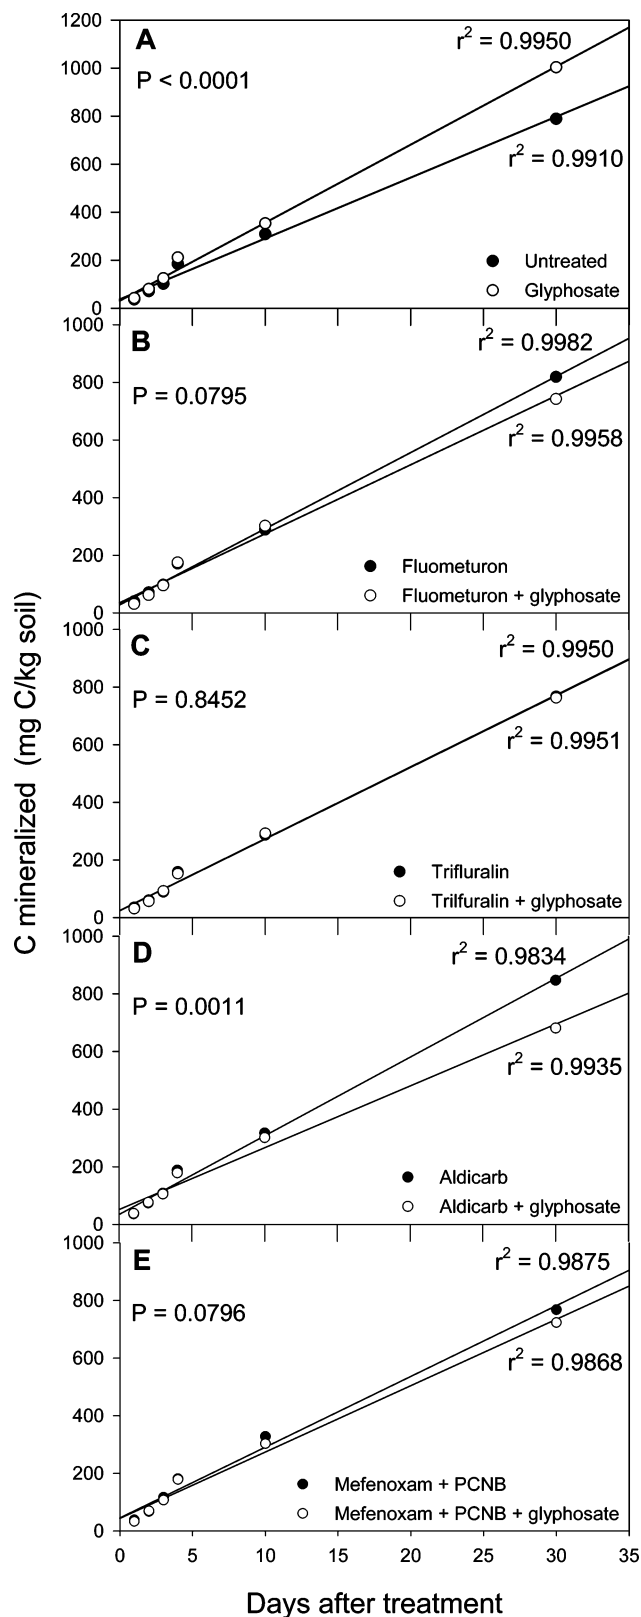 C mineralized (mg C/kg soil)
1200
1000
800
600
400
200
0
A
P < 0.0001
r² = 0.9950
r² = 0.9910
Untreated
Glyphosate
1000
800
600
400
200
0
B
P = 0.0795
r² = 0.9982
r² = 0.9958
Fluometuron
Fluometuron + glyphosate
1000
800
600
400
200
0
C
P = 0.8452
r² = 0.9950
r² = 0.9951
Trifluralin
Trilfuralin + glyphosate
1000
800
600
400
200
0
D
P = 0.0011
r² = 0.9834
r² = 0.9935
Aldicarb
Aldicarb + glyphosate
1000
800
600
400
200
0
E
P = 0.0796
r² = 0.9875
r² = 0.9868
Mefenoxam + PCNB
Mefenoxam + PCNB + glyphosate
0 5 10 15 20 25 30 35
Days after treatment